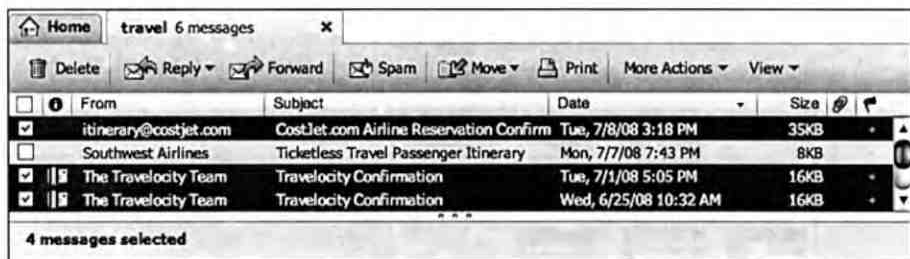 Home travel 6 messages x
Delete Reply Forward Spam Move Print More Actions View
From Subject Date Size
itinerary@costjet.com CostJet.com Airline Reservation Confirm Tue, 7/8/08 3:18 PM 35KB
Southwest Airlines Ticketless Travel Passenger Itinerary Mon, 7/7/08 7:43 PM 8KB
The Travelocity Team Travelocity Confirmation Tue, 7/1/08 5:05 PM 16KB
The Travelocity Team Travelocity Confirmation Wed, 6/25/08 10:32 AM 16KB
4 messages selected